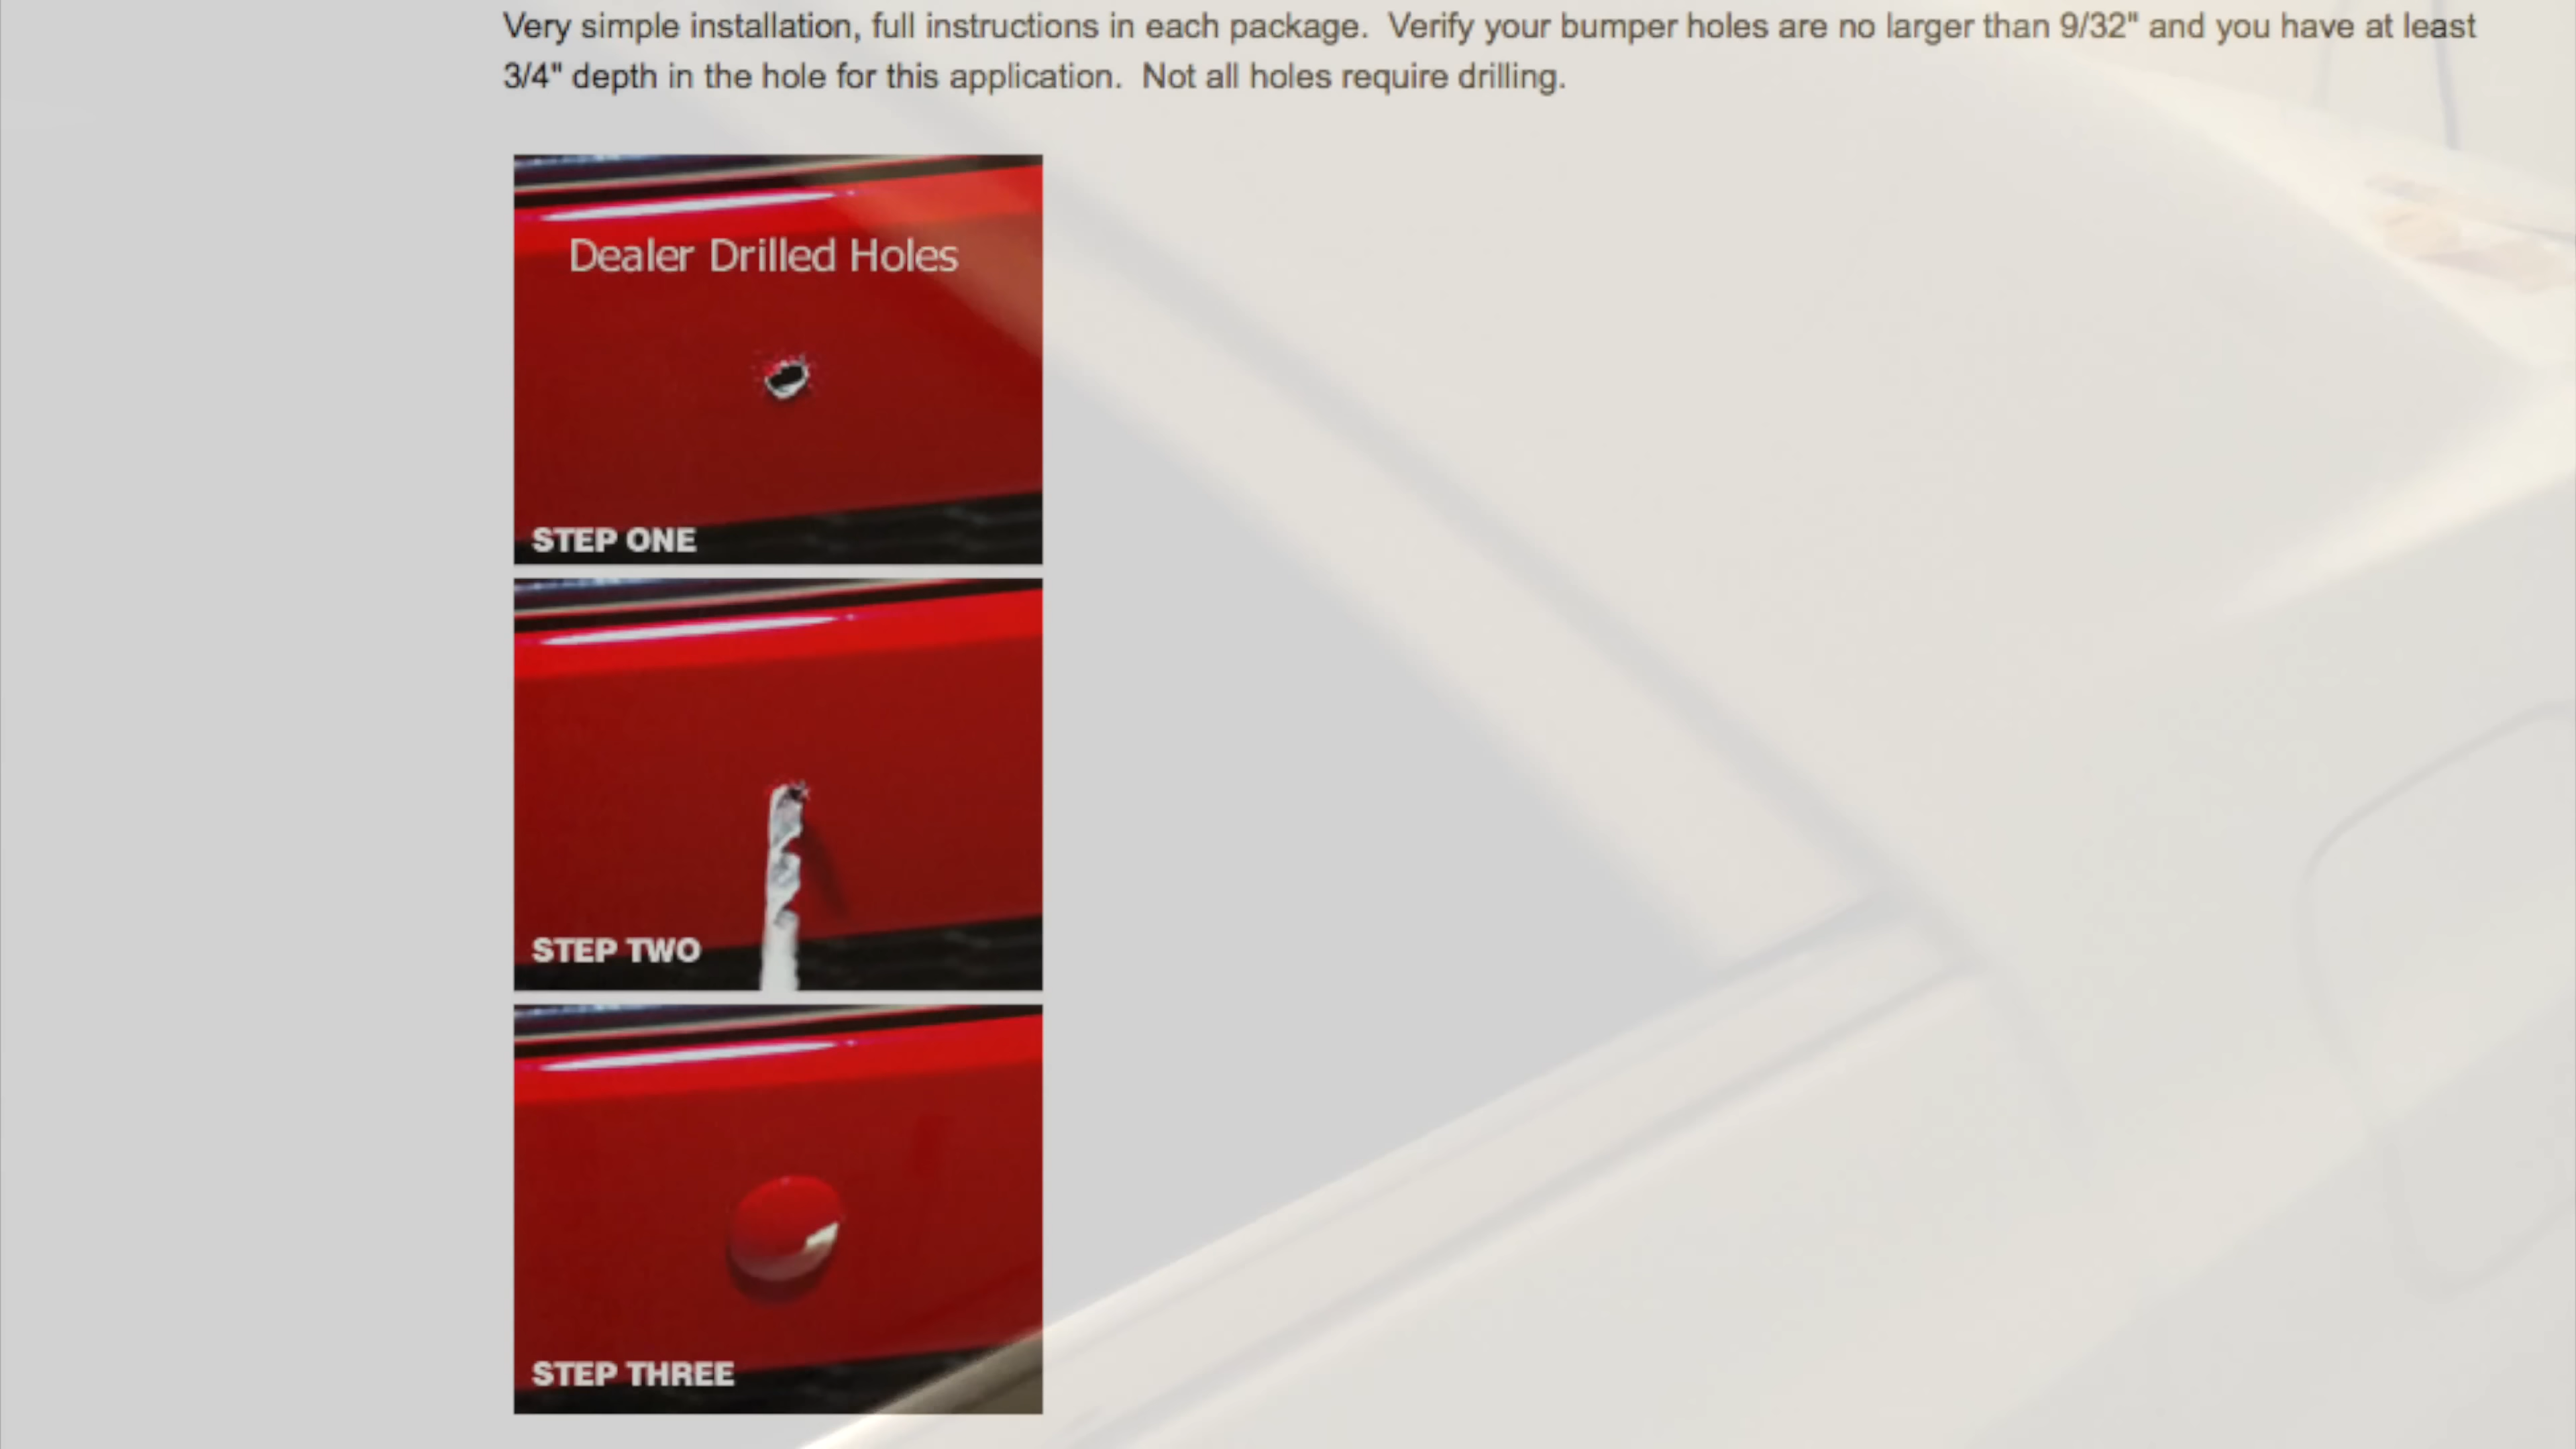 Very simple installation, full instructions in each package.  Verify your bumper holes are no larger than 9/32" and you have at least
3/4" depth in the hole for this application.  Not all holes require drilling.
Dealer Drilled Holes
STEP ONE
STEP TWO
STEP THREE